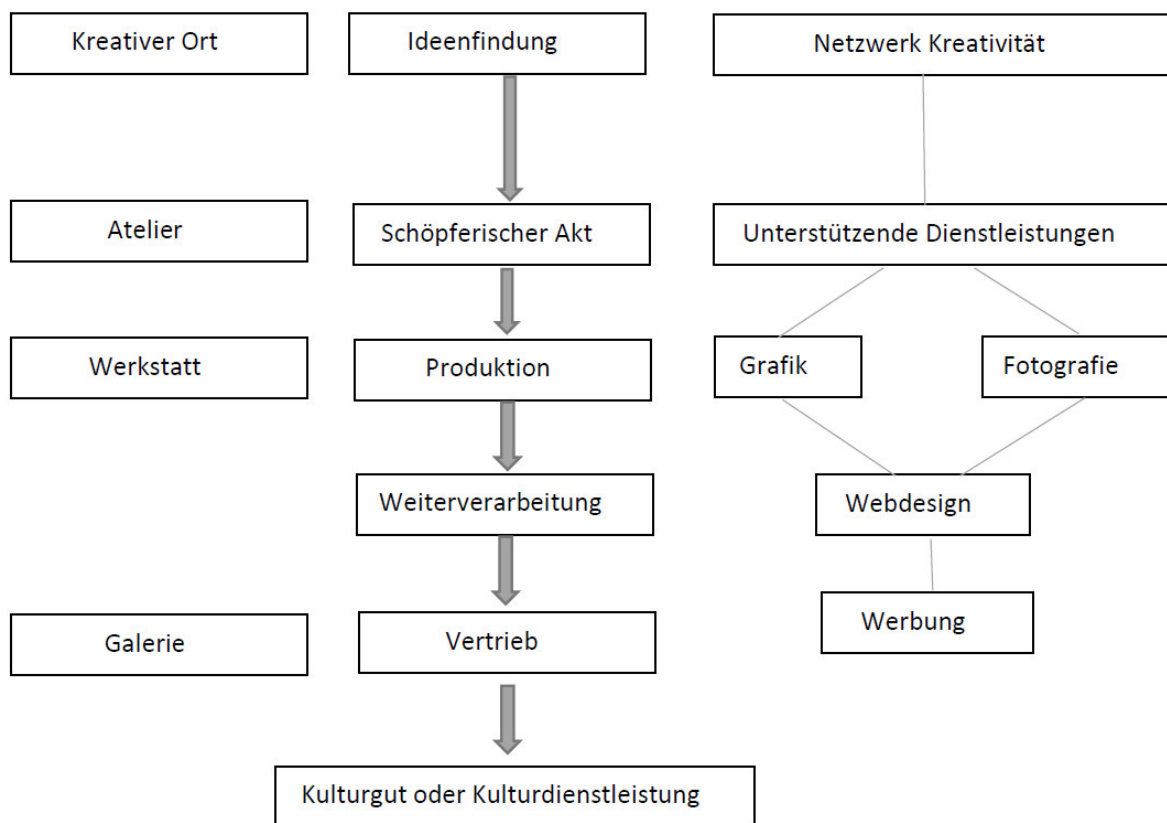 Kreativer Ort
Ideenfindung
Netzwerk Kreativität
Atelier
Schöpferischer Akt
Unterstützende Dienstleistungen
Werkstatt
Produktion
Grafik
Fotografie
Weiterverarbeitung
Webdesign
Galerie
Vertrieb
Werbung
Kulturgut oder Kulturdienstleistung